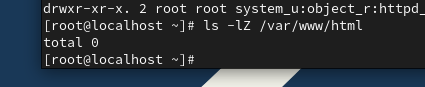 drwxr-xr-x. 2 root root system_u:object_r:httpd_
[root@localhost ~]# ls -lZ /var/www/html
total 0
[root@localhost ~]#